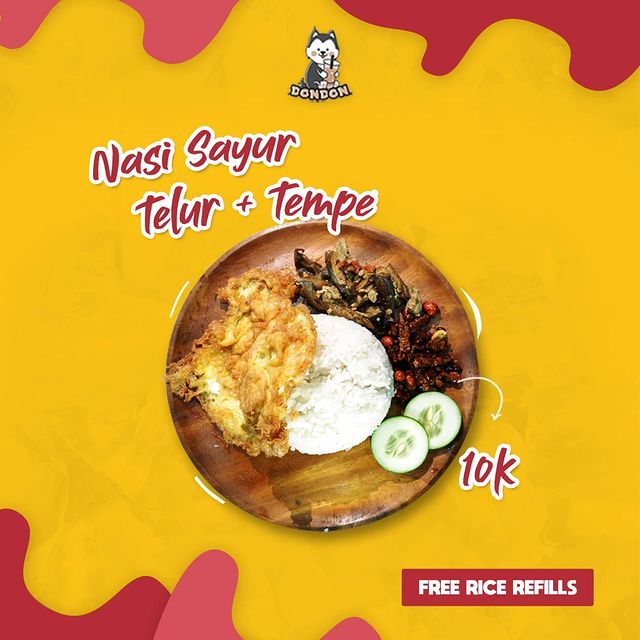 DONDON
Nasi Sayur
Telur + Tempe
10K
FREE RICE REFILLS